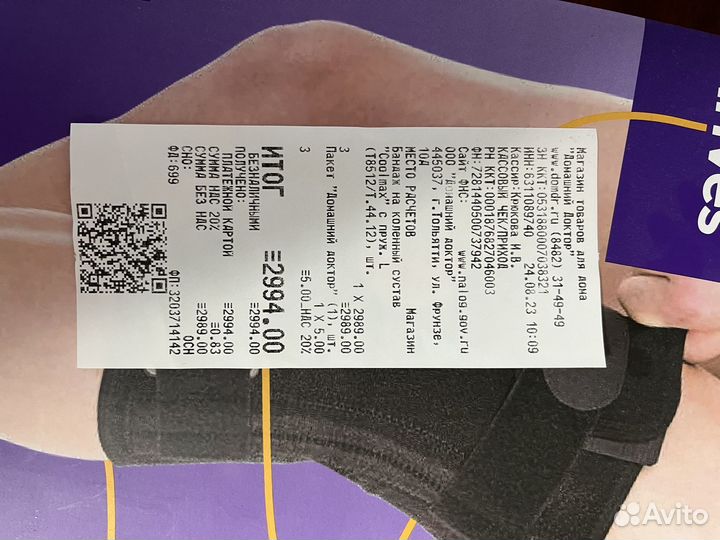 Магазин товаров для дома
"Домашний Доктор"
www.domdr.ru (8482) 31-49-49
ЗН ККТ:0531880007038321
ИНН:6311089740 24.08.23 10:09
Кассир:Крюкова И.В.
КАССОВЫЙ ЧЕК/ПРИХОД
РН ККТ:0001876827046003
ФН:7281440500737942
Сайт ФНС: www.nalog.gov.ru
ООО "Домашний доктор"
445037, г.Тольятти, ул. Фрунзе,
10Д
МЕСТО РАСЧЕТОВ Магазин
Бандаж на коленный сустав
"Coolmax" с пруж. L
(Т8512/Т.44.12), шт.
1 X 2989.00
3 ≡2989.00
Пакет "Домашний доктор" (1), шт.
1 X 5.00
3 ≡5.00_НДС 20%
ИТОГ ≡2994.00
БЕЗНАЛИЧНЫМИ ≡2994.00
ПОЛУЧЕНО:
ПЛАТЕЖНОЙ КАРТОЙ ≡2994.00
СУММА НДС 20% ≡0.83
СУММА БЕЗ НДС ≡2989.00
СНО: ОСН
ФД:699 ФП:3203714142
Avito